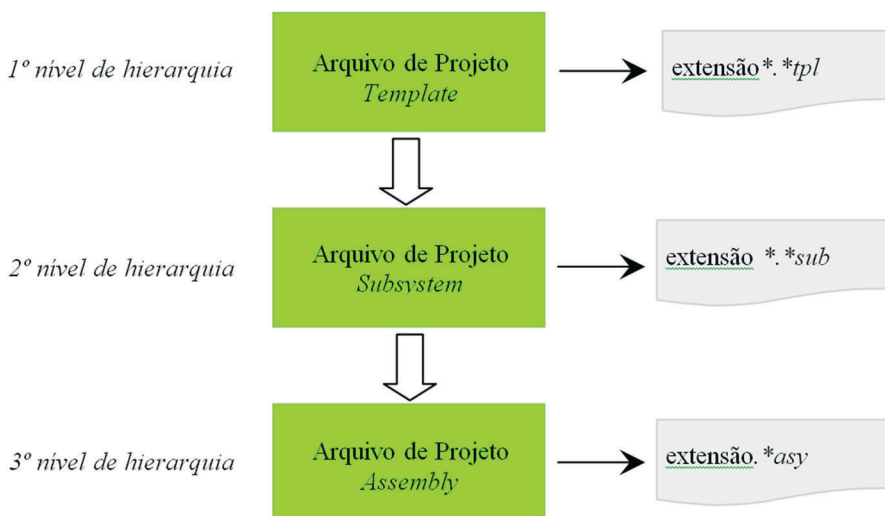 1º nível de hierarquia
Arquivo de Projeto
Template
extensão*.*tpl
2º nível de hierarquia
Arquivo de Projeto
Subsystem
extensão *.*sub
3º nível de hierarquia
Arquivo de Projeto
Assembly
extensão.*asy